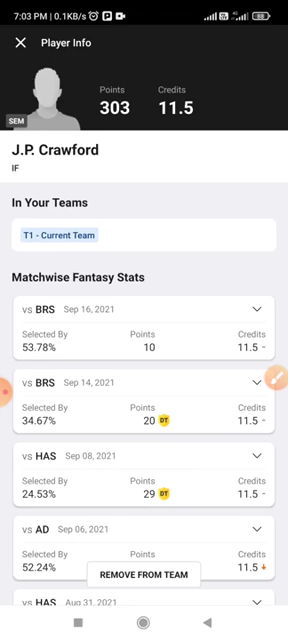 7:03 PM | 0.1KB/s
Player Info
Points Credits
303 11.5
SEM
J.P. Crawford
IF
In Your Teams
T1 - Current Team
Matchwise Fantasy Stats
vs BRS Sep 16, 2021
Selected By Points Credits
53.78% 10 11.5 -
vs BRS Sep 14, 2021
Selected By Points Credits
34.67% 20 DT 11.5 -
vs HAS Sep 08, 2021
Selected By Points Credits
24.53% 29 DT 11.5 -
vs AD Sep 06, 2021
Selected By Points Credits
52.24% 11.5
REMOVE FROM TEAM
vs HAS Aug 31, 2021